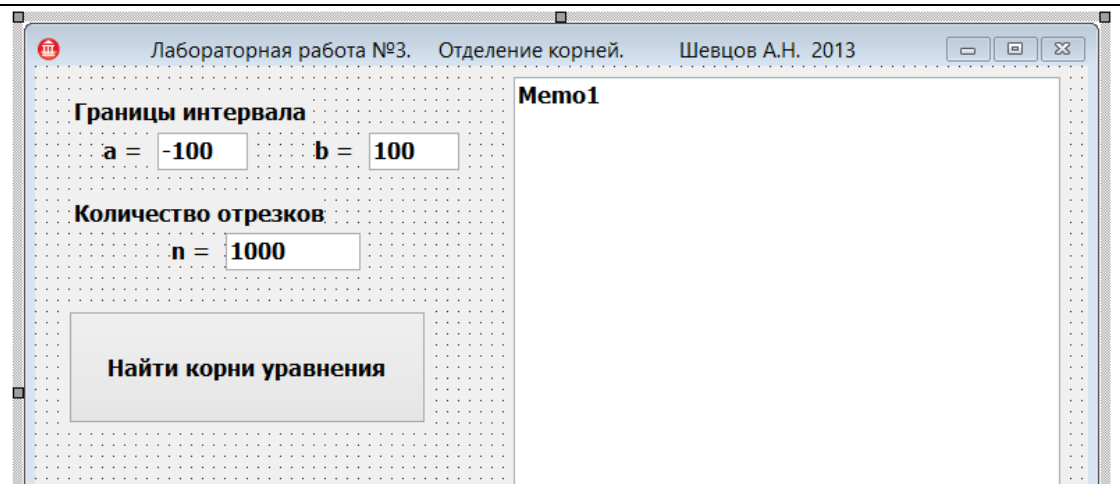 Лабораторная работа №3. Отделение корней. Шевцов А.Н. 2013
Границы интервала
a = -100 b = 100
Количество отрезков
n = 1000
Найти корни уравнения
Memo1